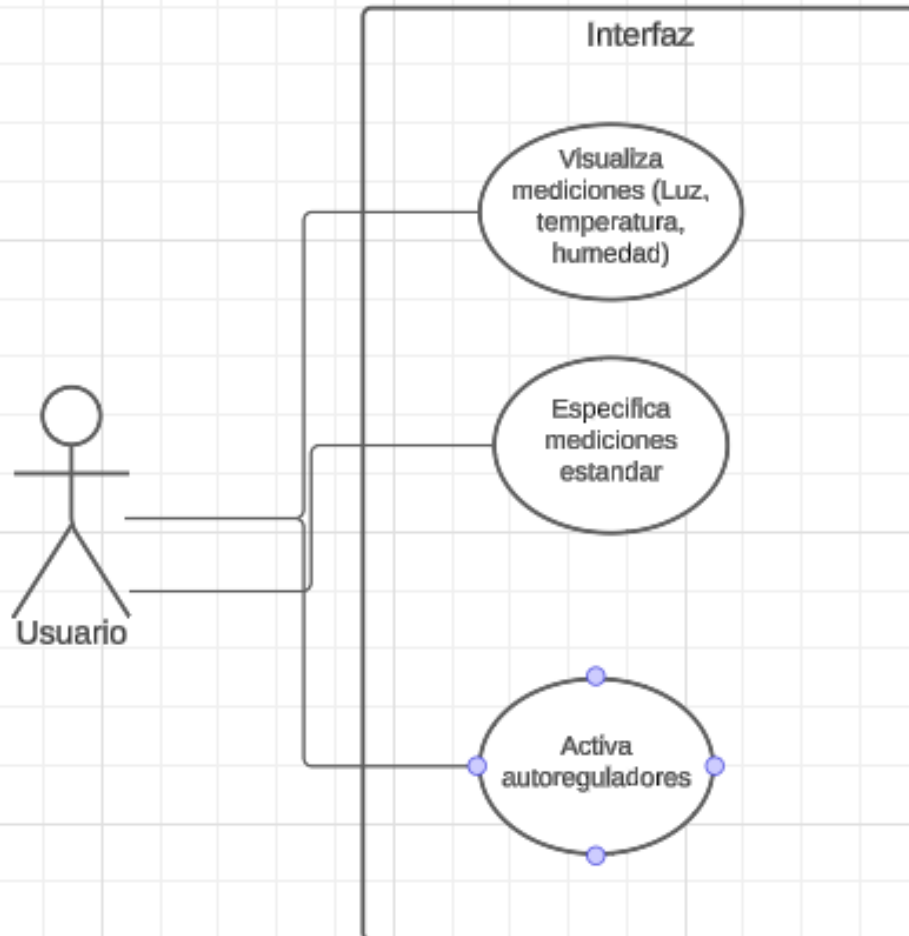 Interfaz
Visualiza
mediciones (Luz,
temperatura,
humedad)
Especifica
mediciones
estandar
Usuario
Activa
autoreguladores